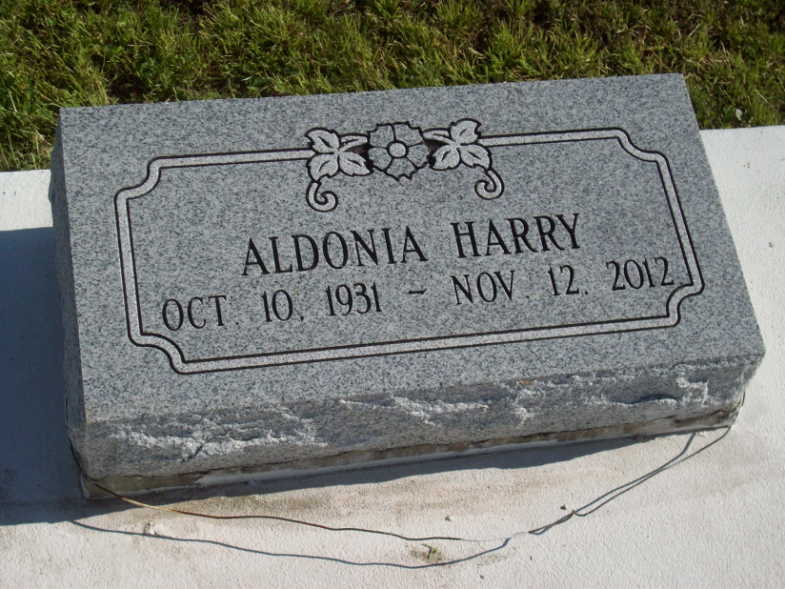 ALDONIA HARRY
OCT. 10, 1931 - NOV. 12, 2012